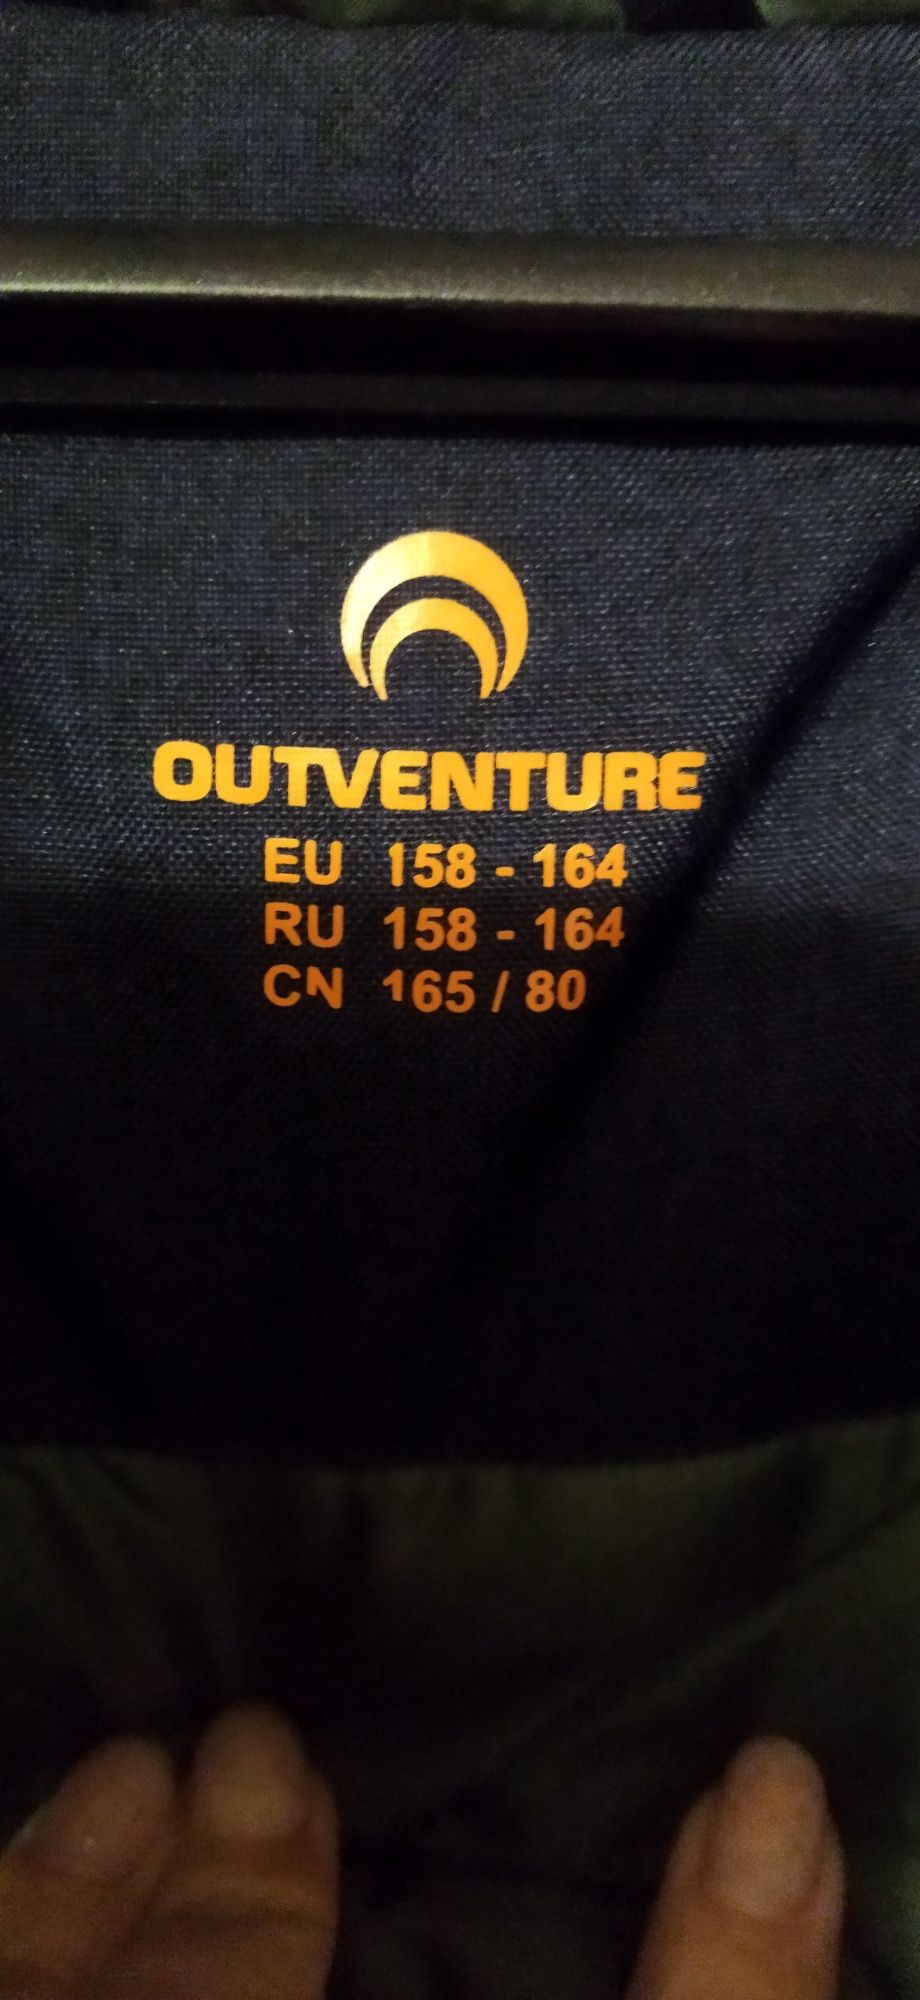 OUTVENTURE
EU 158 - 164
RU 158 - 164
CN 165 / 80